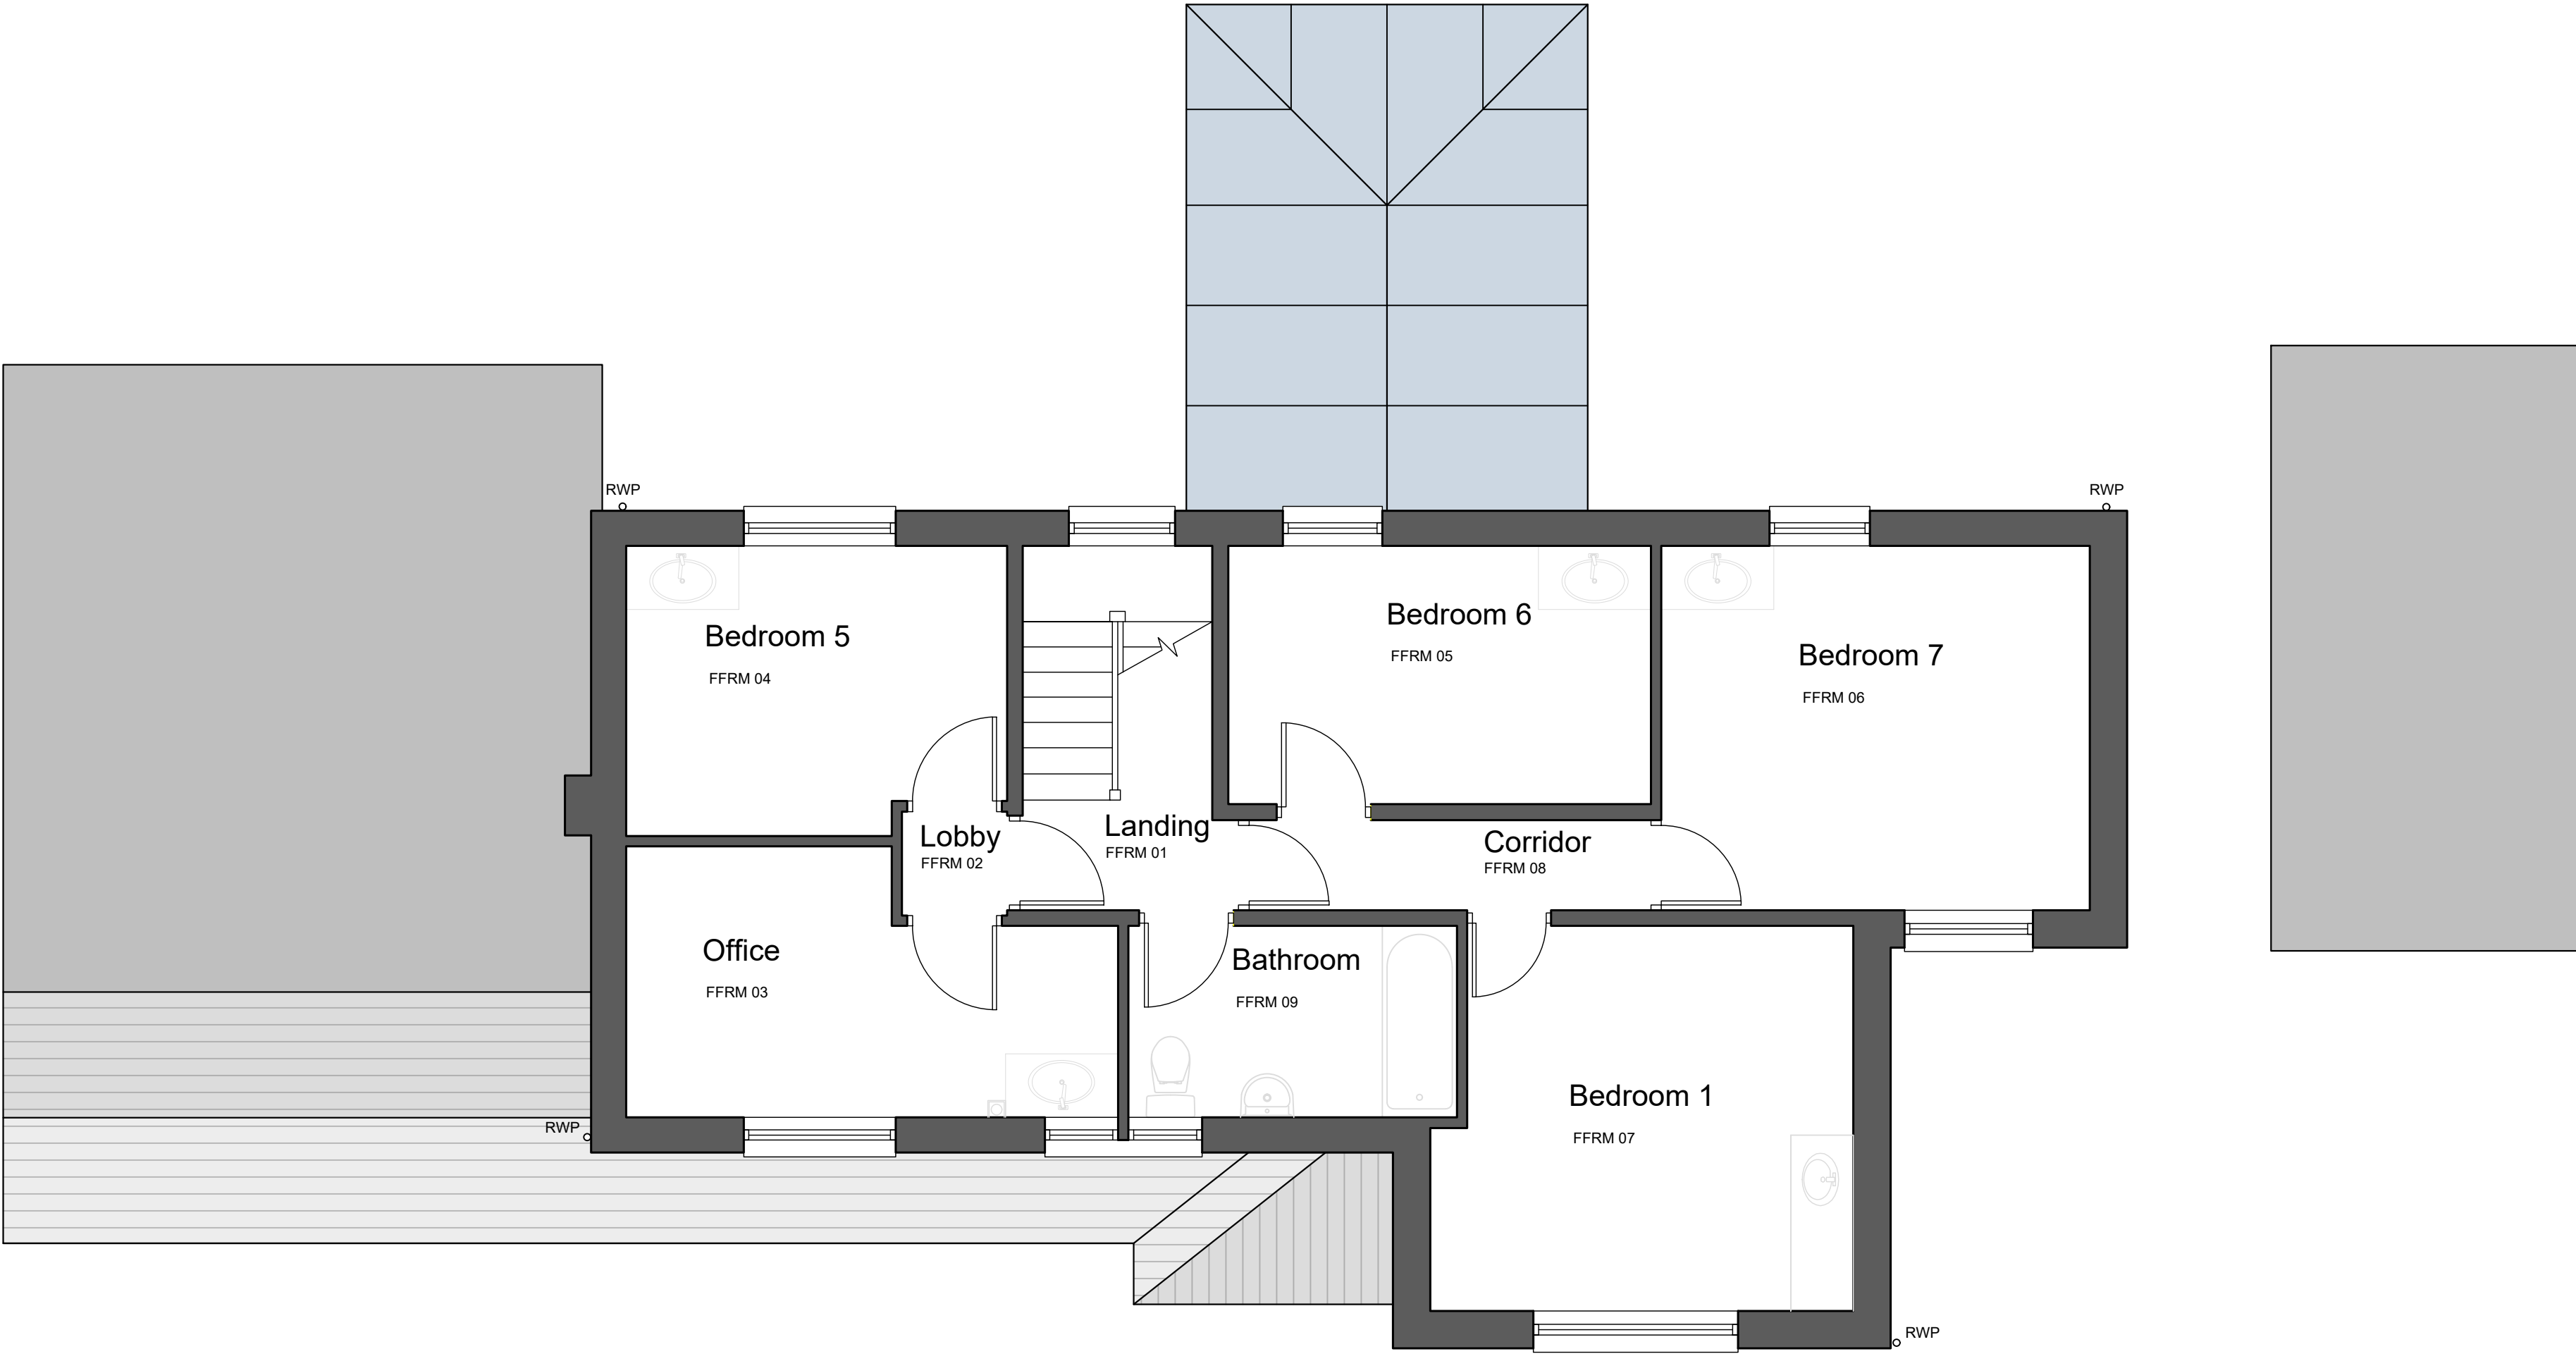 RWP
RWP
Bedroom 5
FFRM 04
Bedroom 6
FFRM 05
Bedroom 7
FFRM 06
Lobby
FFRM 02
Landing
FFRM 01
Corridor
FFRM 08
Office
FFRM 03
Bathroom
FFRM 09
Bedroom 1
FFRM 07
RWP
RWP